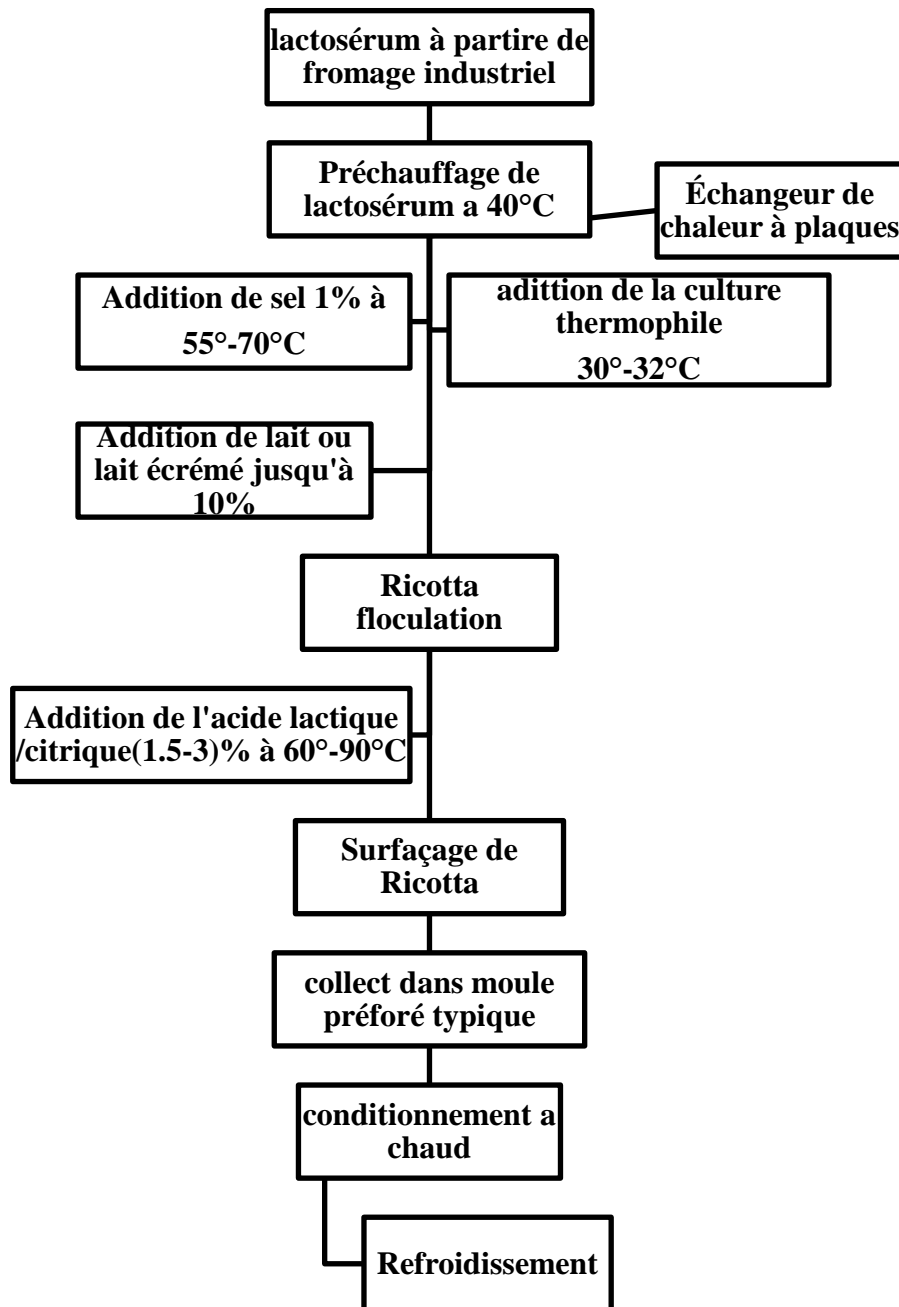 lactosérum à partire de
fromage industriel
Préchauffage de
lactosérum a 40°C
Échangeur de
chaleur à plaques
Addition de sel 1% à
55°-70°C
adittion de la culture
thermophile
30°-32°C
Addition de lait ou
lait écrémé jusqu'à
10%
Ricotta
floculation
Addition de l'acide lactique
/citrique(1.5-3)% à 60°-90°C
Surfaçage de
Ricotta
collect dans moule
préforé typique
conditionnement a
chaud
Refroidissement